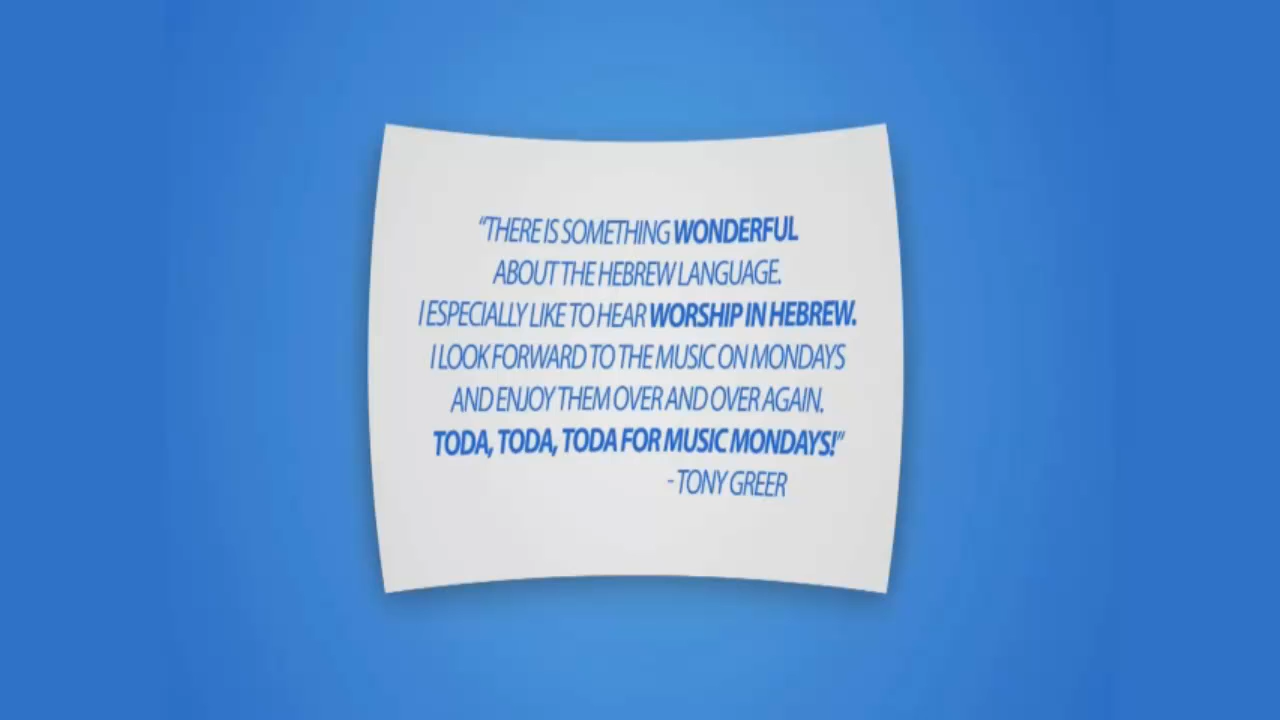 “THERE IS SOMETHING WONDERFUL
ABOUT THE HEBREW LANGUAGE.
I ESPECIALLY LIKE TO HEAR WORSHIP IN HEBREW.
I LOOK FORWARD TO THE MUSIC ON MONDAYS
AND ENJOY THEM OVER AND OVER AGAIN.
TODA, TODA, TODA FOR MUSIC MONDAYS!”
- TONY GREER